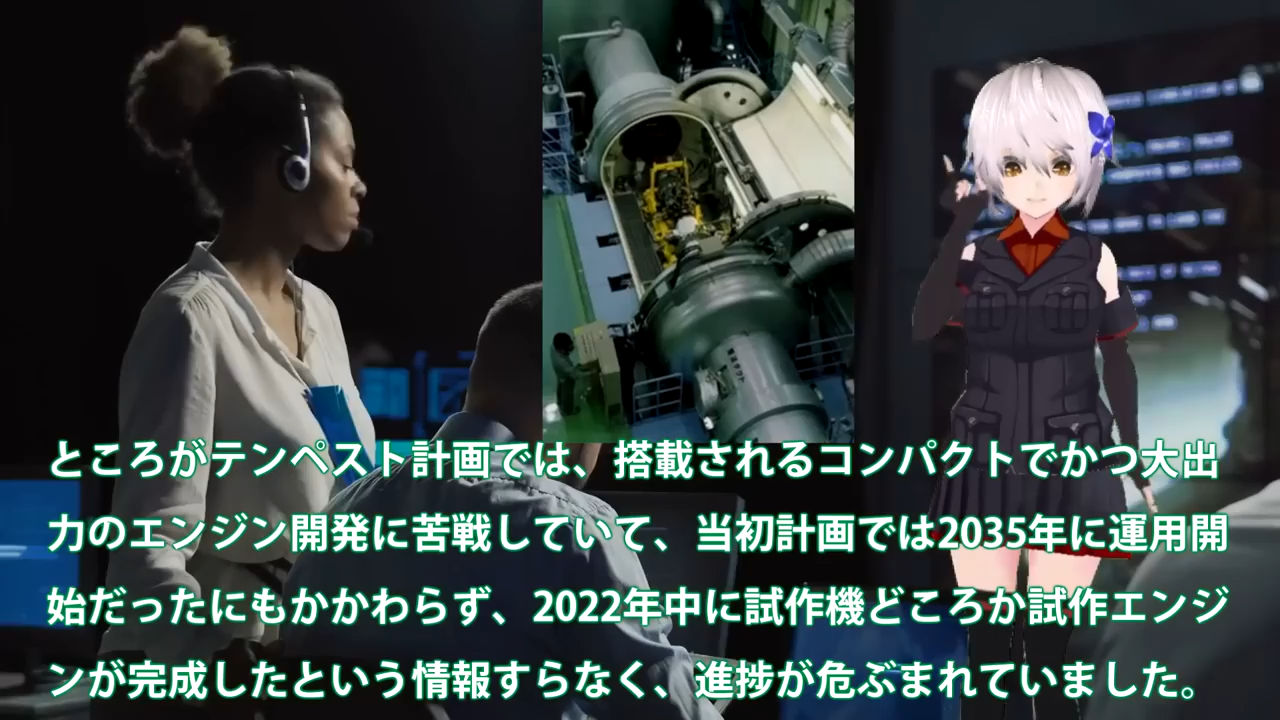 ところがテンペスト計画では、搭載されるコンパクトでかつ大出
力のエンジン開発に苦戦していて、当初計画では2035年に運用開
始だったにもかかわらず、2022年中に試作機どころか試作エンジ
ンが完成したという情報すらなく、進捗が危ぶまれていました。